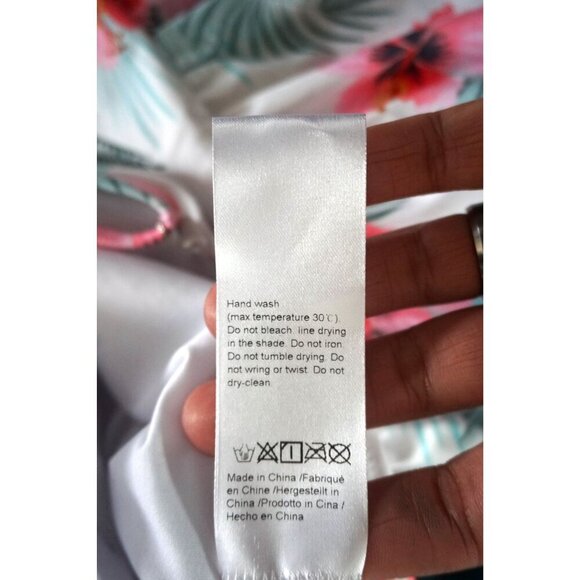 Hand wash
(max.temperature 30℃).
Do not bleach. line drying
in the shade. Do not iron.
Do not tumble drying. Do
not wring or twist. Do not
dry-clean.
Made in China /Fabriqué
en Chine /Hergesteilt in
China /Prodotto in Cina /
Hecho en China